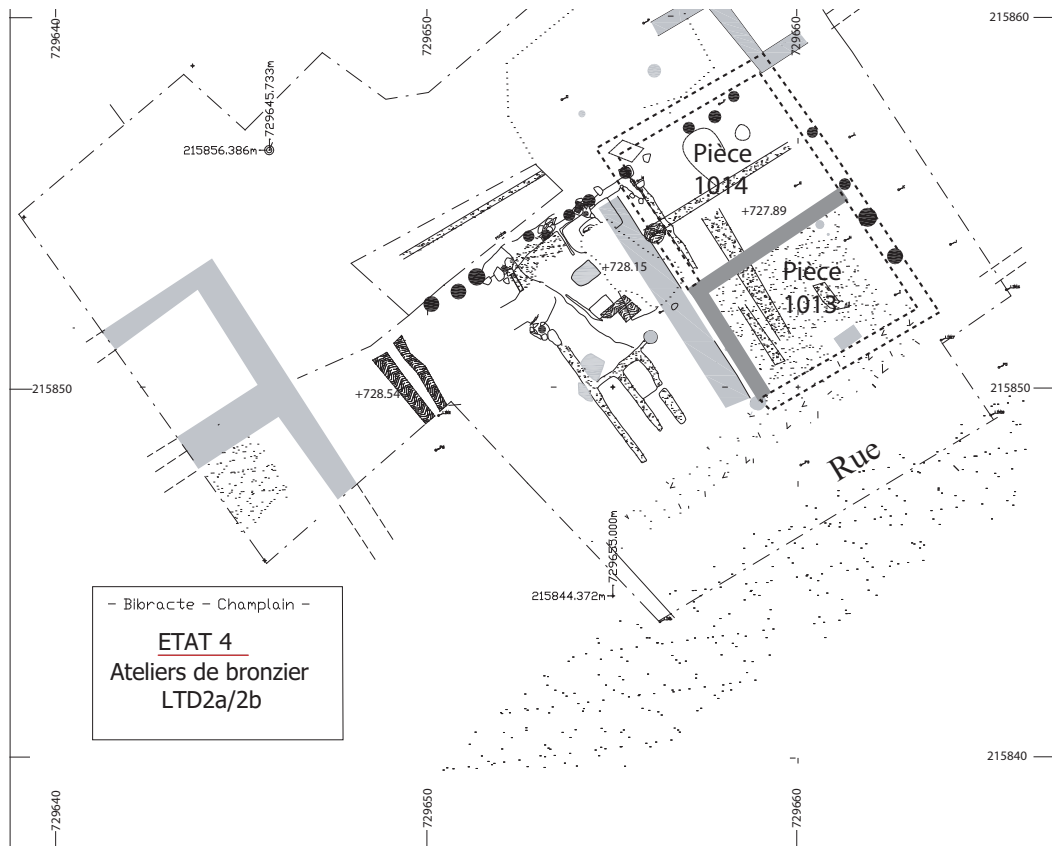 729640
729650
729660
215860
729645.733m
215856.386m
Pièce
1014
+727.89
+728.15
Pièce
1013
215850
215850
+728.54
Rue
729655.000m
215844.372m
- Bibracte - Champlain -
ETAT 4
Ateliers de bronzier
LTD2a/2b
215840
729640
729650
729660